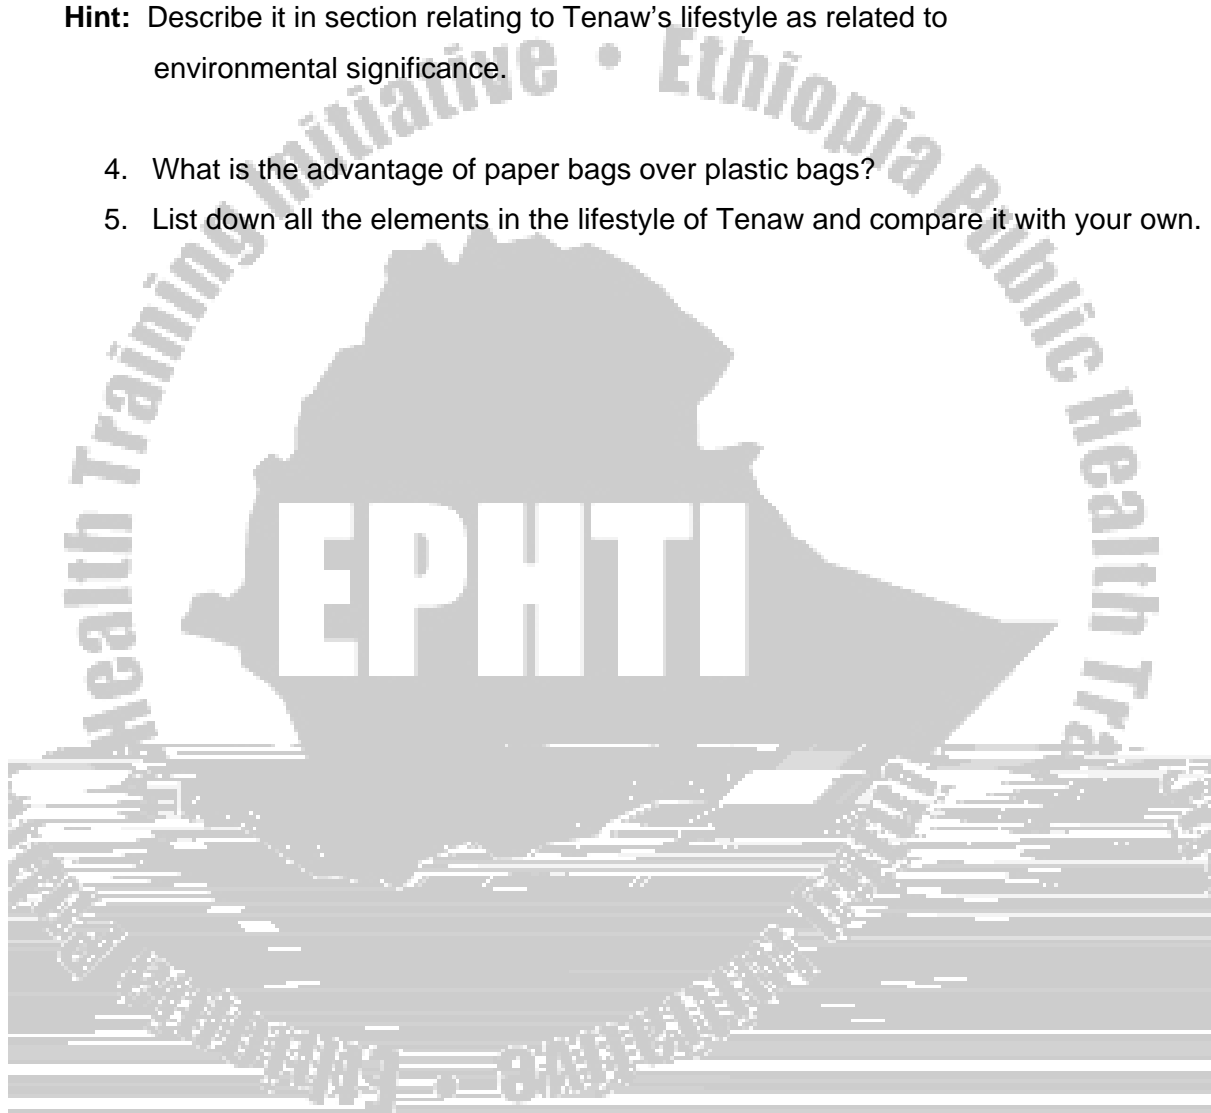 Hint: Describe it in section relating to Tenaw's lifestyle as related to
environmental significance.
4. What is the advantage of paper bags over plastic bags?
5. List down all the elements in the lifestyle of Tenaw and compare it with your own.
Ethiopia Public Health Training Initiative • Ethiopia Public Health Tra
EPHTI